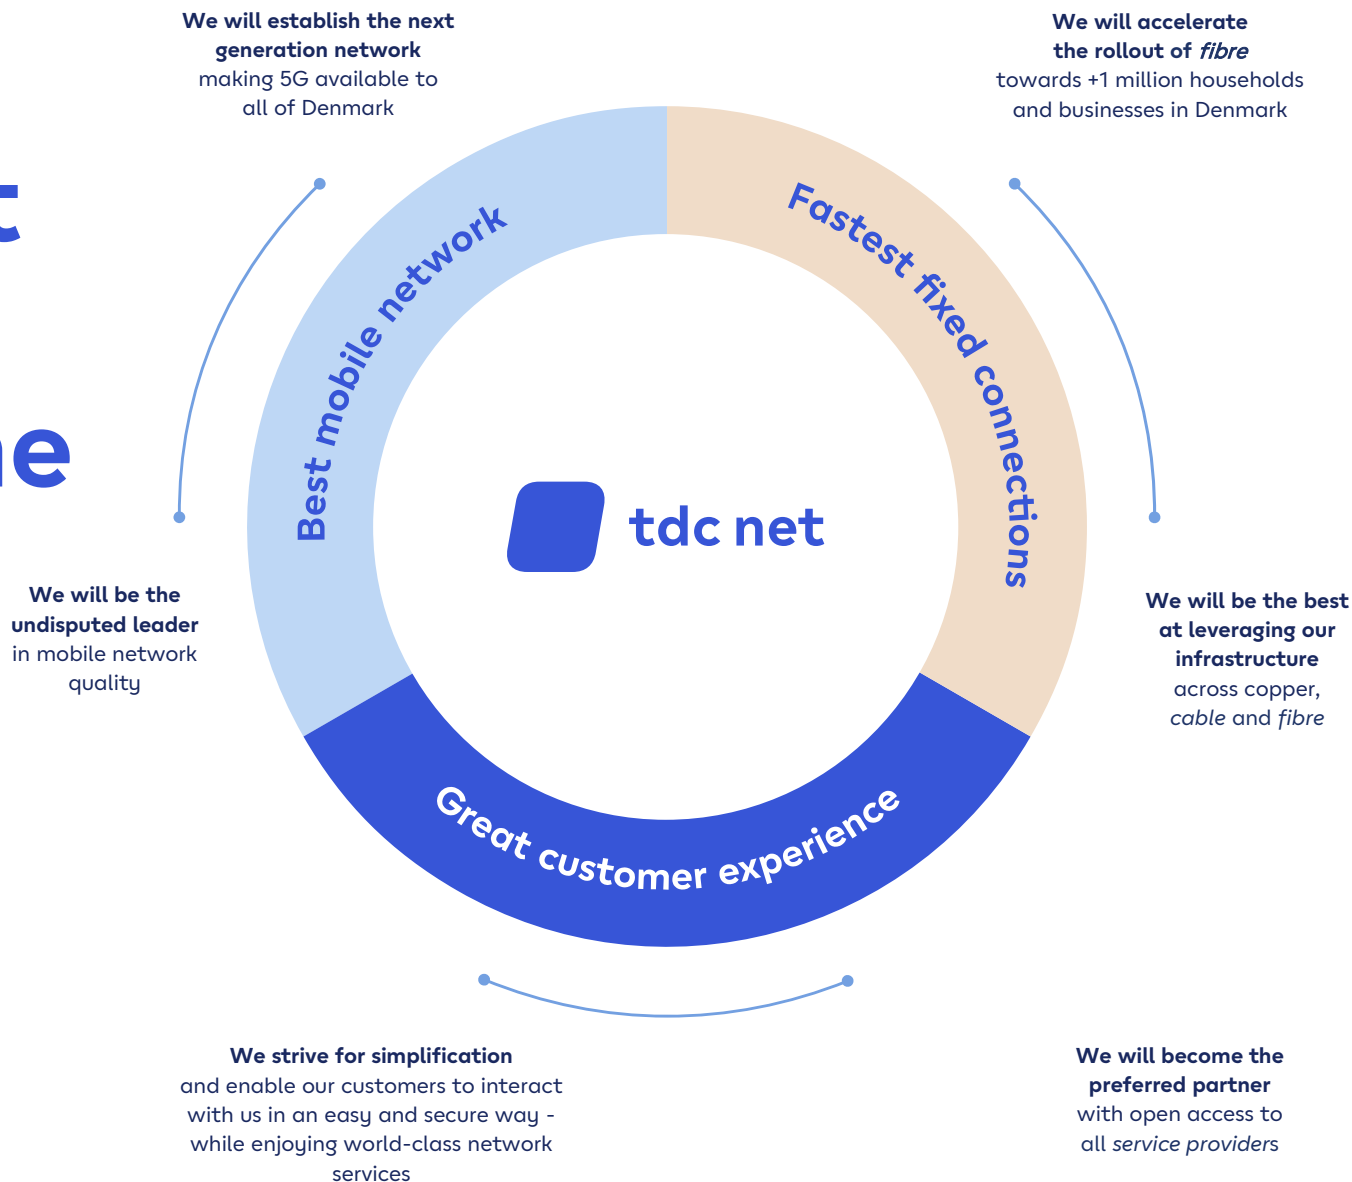 We will establish the next
generation network
making 5G available to
all of Denmark
We will accelerate
the rollout of fibre
towards +1 million households
and businesses in Denmark
Best mobile network
Fastest fixed connections
tdc net
We will be the
undisputed leader
in mobile network
quality
We will be the best
at leveraging our
infrastructure
across copper,
cable and fibre
Great customer experience
We strive for simplification
and enable our customers to interact
with us in an easy and secure way -
while enjoying world-class network
services
We will become the
preferred partner
with open access to
all service providers